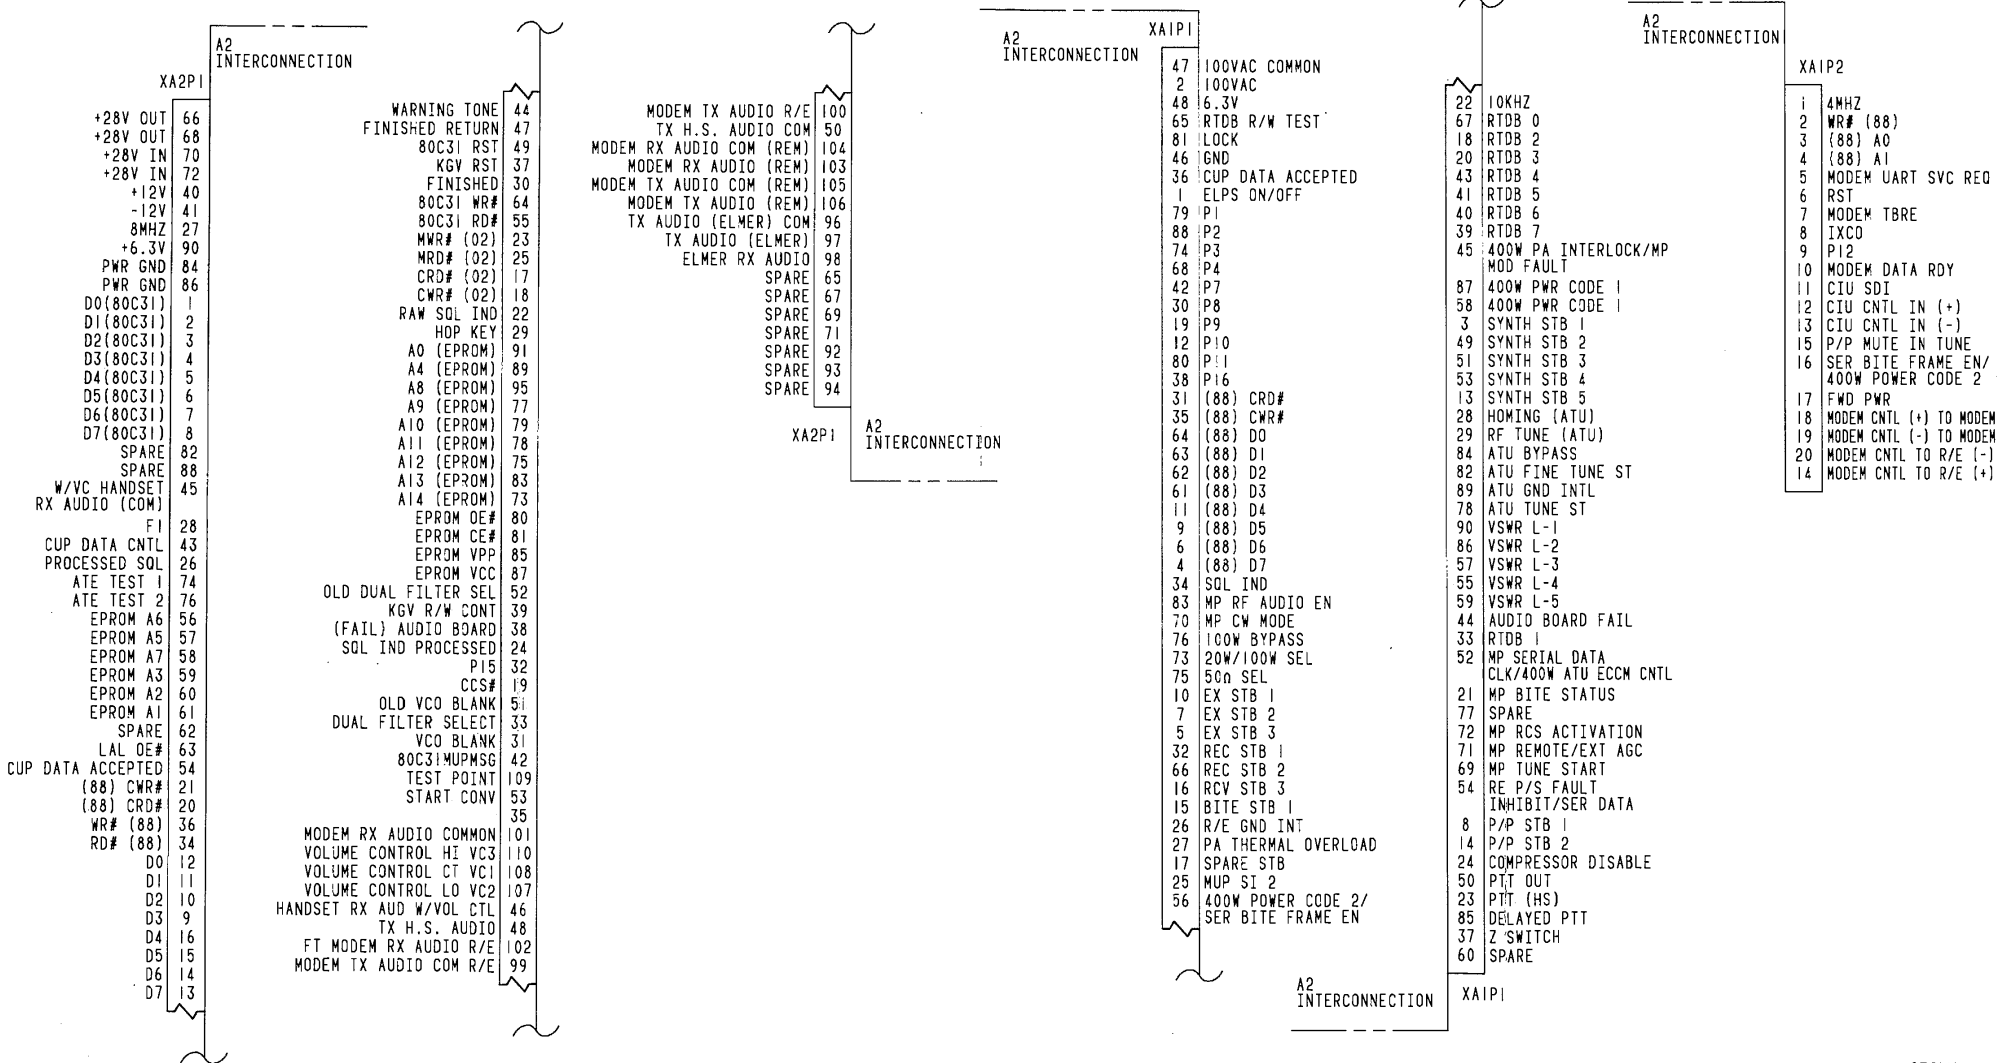 A2
INTERCONNECTION
XA2P1
+28V OUT 66
+28V OUT 68
+28V IN 70
+28V IN 72
+12V 40
-12V 41
8MHZ 27
+6.3V 90
PWR GND 84
PWR GND 86
D0(80C31) 1
D1(80C31) 2
D2(80C31) 3
D3(80C31) 4
D4(80C31) 5
D5(80C31) 6
D6(80C31) 7
D7(80C31) 8
SPARE 82
SPARE 88
W/VC HANDSET 45
RX AUDIO (COM)
F1 28
CUP DATA CNTL 43
PROCESSED SQL 26
ATE TEST 1 74
ATE TEST 2 76
EPROM A6 56
EPROM A5 57
EPROM A7 58
EPROM A3 59
EPROM A2 60
EPROM A1 61
SPARE 62
LAL OE# 63
CUP DATA ACCEPTED 54
(88) CWR# 21
(88) CRD# 20
WR# (88) 36
RD# (88) 34
D0 12
D1 11
D2 10
D3 9
D4 16
D5 15
D6 14
D7 13
WARNING TONE 44
FINISHED RETURN 47
80C31 RST 49
KGV RST 37
FINISHED 30
80C31 WR# 64
80C31 RD# 55
MWR# (02) 23
MRD# (02) 25
CRD# (02) 17
CWR# (02) 18
RAW SQL IND 22
HOP KEY 29
A0 (EPROM) 91
A4 (EPROM) 89
A8 (EPROM) 95
A9 (EPROM) 77
A10 (EPROM) 79
A11 (EPROM) 78
A12 (EPROM) 75
A13 (EPROM) 83
A14 (EPROM) 73
EPROM OE# 80
EPROM CE# 81
EPROM VPP 85
EPROM VCC 87
OLD DUAL FILTER SEL 52
KGV R/W CONT 39
(FAIL) AUDIO BOARD 38
SQL IND PROCESSED 24
P15 32
CCS# 19
OLD VCO BLANK 51
DUAL FILTER SELECT 33
VCO BLANK 31
80C31MUPMSG 42
TEST POINT 109
START CONV 53
35
MODEM RX AUDIO COMMON 101
VOLUME CONTROL HI VC3 110
VOLUME CONTROL CT VC1 108
VOLUME CONTROL LO VC2 107
HANDSET RX AUD W/VOL CTL 46
TX H.S. AUDIO 48
FT MODEM RX AUDIO R/E 102
MODEM TX AUDIO COM R/E 99
MODEM TX AUDIO R/E 100
TX H.S. AUDIO COM 50
MODEM RX AUDIO COM (REM) 104
MODEM RX AUDIO (REM) 103
MODEM TX AUDIO COM (REM) 105
MODEM TX AUDIO (REM) 106
TX AUDIO (ELMER) COM 96
TX AUDIO (ELMER) 97
ELMER RX AUDIO 98
SPARE 65
SPARE 67
SPARE 69
SPARE 71
SPARE 92
SPARE 93
SPARE 94
XA2P1
A2
INTERCONNECTION
A2
INTERCONNECTION
XA1P1
47 100VAC COMMON
2 100VAC
48 6.3V
65 RTDB R/W TEST
81 LOCK
46 GND
36 CUP DATA ACCEPTED
1 ELPS ON/OFF
79 P1
88 P2
74 P3
68 P4
42 P7
30 P8
19 P9
12 P10
80 P11
38 P16
31 (88) CRD#
35 (88) CWR#
64 (88) D0
63 (88) D1
62 (88) D2
61 (88) D3
11 (88) D4
9 (88) D5
6 (88) D6
4 (88) D7
34 SQL IND
83 MP RF AUDIO EN
70 MP CW MODE
76 100W BYPASS
73 20W/100W SEL
75 50Ω SEL
10 EX STB 1
7 EX STB 2
5 EX STB 3
32 REC STB 1
66 REC STB 2
16 RCV STB 3
15 BITE STB 1
26 R/E GND INT
27 PA THERMAL OVERLOAD
17 SPARE STB
25 MUP SI 2
56 400W POWER CODE 2/
SER BITE FRAME EN
22 10KHZ
67 RTDB 0
18 RTDB 2
20 RTDB 3
43 RTDB 4
41 RTDB 5
40 RTDB 6
39 RTDB 7
45 400W PA INTERLOCK/MP
MOD FAULT
87 400W PWR CODE 1
58 400W PWR CODE 1
3 SYNTH STB 1
49 SYNTH STB 2
51 SYNTH STB 3
53 SYNTH STB 4
13 SYNTH STB 5
28 HOMING (ATU)
29 RF TUNE (ATU)
84 ATU BYPASS
82 ATU FINE TUNE ST
89 ATU GND INTL
78 ATU TUNE ST
90 VSWR L-1
86 VSWR L-2
57 VSWR L-3
55 VSWR L-4
59 VSWR L-5
44 AUDIO BOARD FAIL
33 RTDB 1
52 MP SERIAL DATA
CLK/400W ATU ECCM CNTL
21 MP BITE STATUS
77 SPARE
72 MP RCS ACTIVATION
71 MP REMOTE/EXT AGC
69 MP TUNE START
54 RE P/S FAULT
INHIBIT/SER DATA
8 P/P STB 1
14 P/P STB 2
24 COMPRESSOR DISABLE
50 PTT OUT
23 PTT (HS)
85 DELAYED PTT
37 Z SWITCH
60 SPARE
A2
INTERCONNECTION
XA1P1
A2
INTERCONNECTION
XA1P2
1 4MHZ
2 WR# (88)
3 (88) A0
4 (88) A1
5 MODEM UART SVC REQ
6 RST
7 MODEM TBRE
8 IXCO
9 P12
10 MODEM DATA RDY
11 CIU SDI
12 CIU CNTL IN (+)
13 CIU CNTL IN (-)
15 P/P MUTE IN TUNE
16 SER BITE FRAME EN/
400W POWER CODE 2
17 FWD PWR
18 MODEM CNTL (+) TO MODEM
19 MODEM CNTL (-) TO MODEM
20 MODEM CNTL TO R/E (-)
14 MODEM CNTL TO R/E (+)